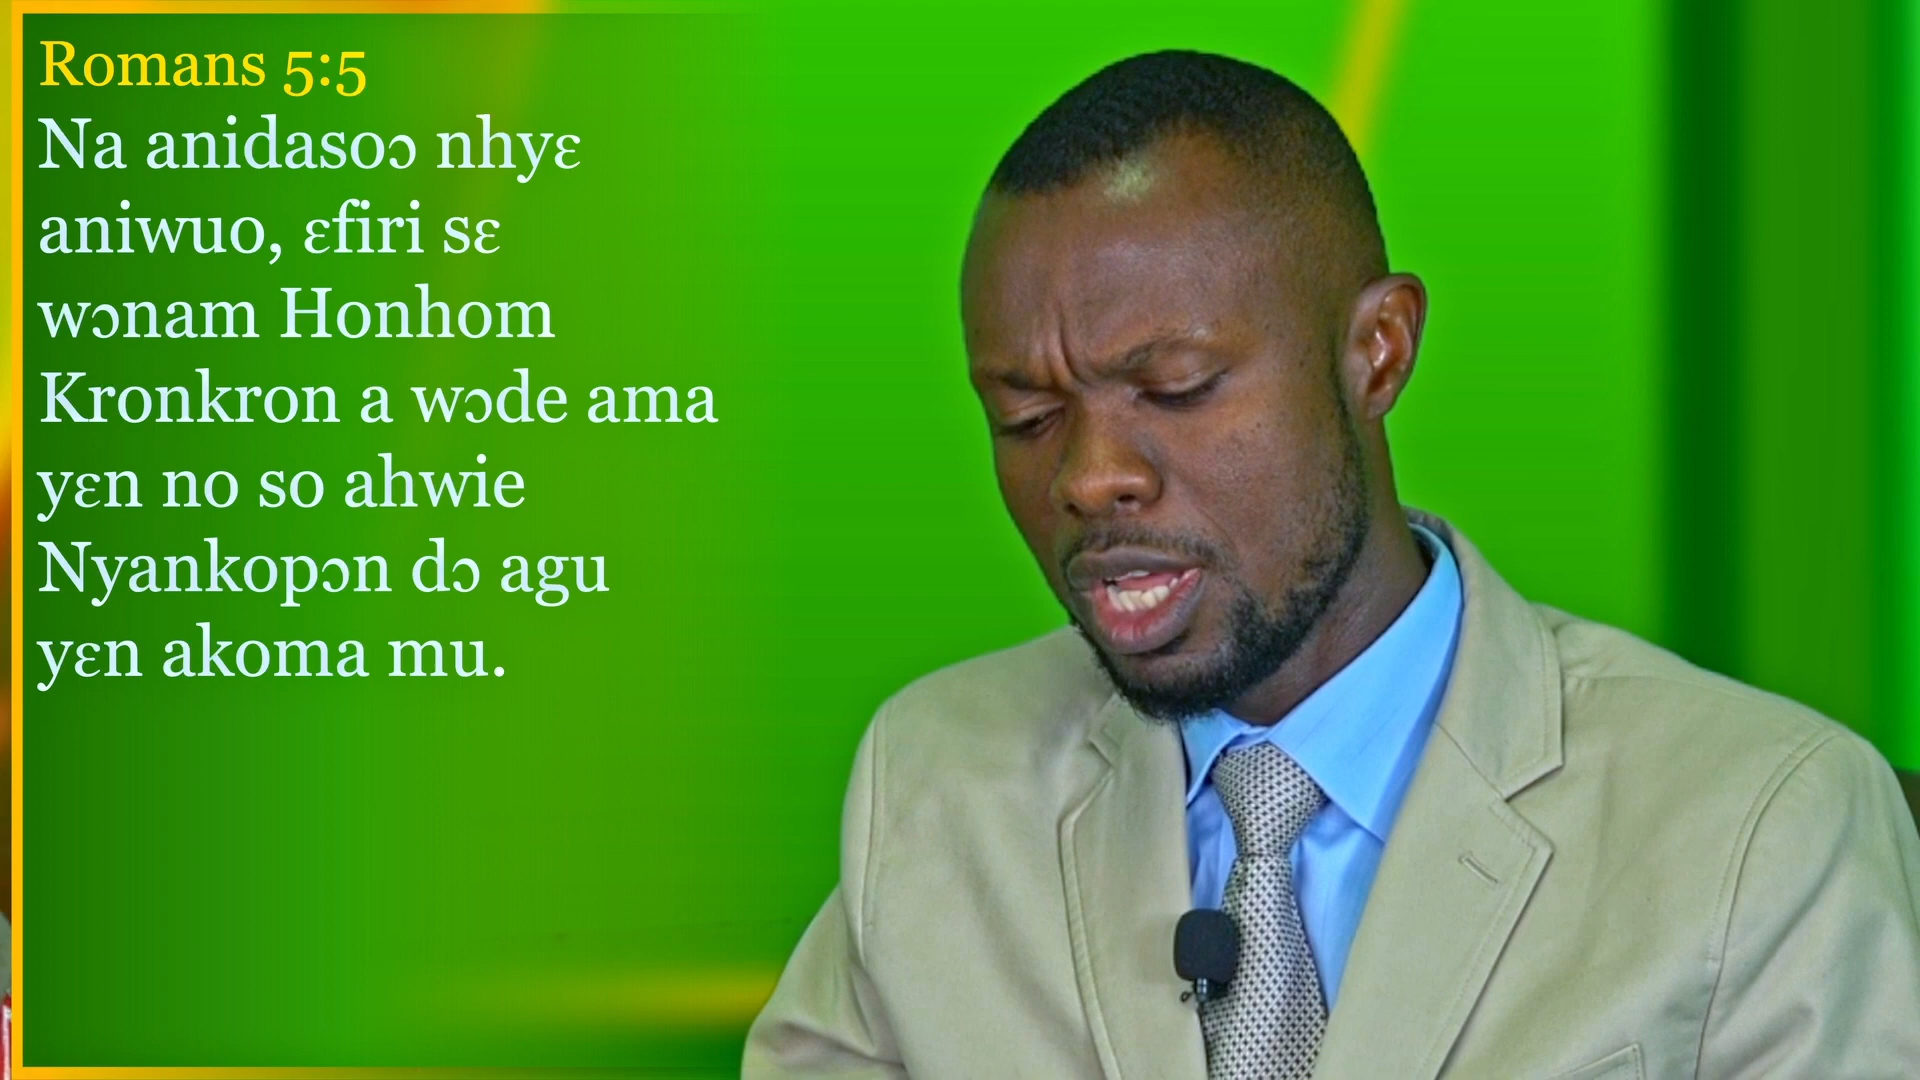 Romans 5:5
Na anidasoɔ nhyɛ
aniwuo, ɛfiri sɛ
wɔnam Honhom
Kronkron a wɔde ama
yɛn no so ahwie
Nyankopɔn dɔ agu
yɛn akoma mu.